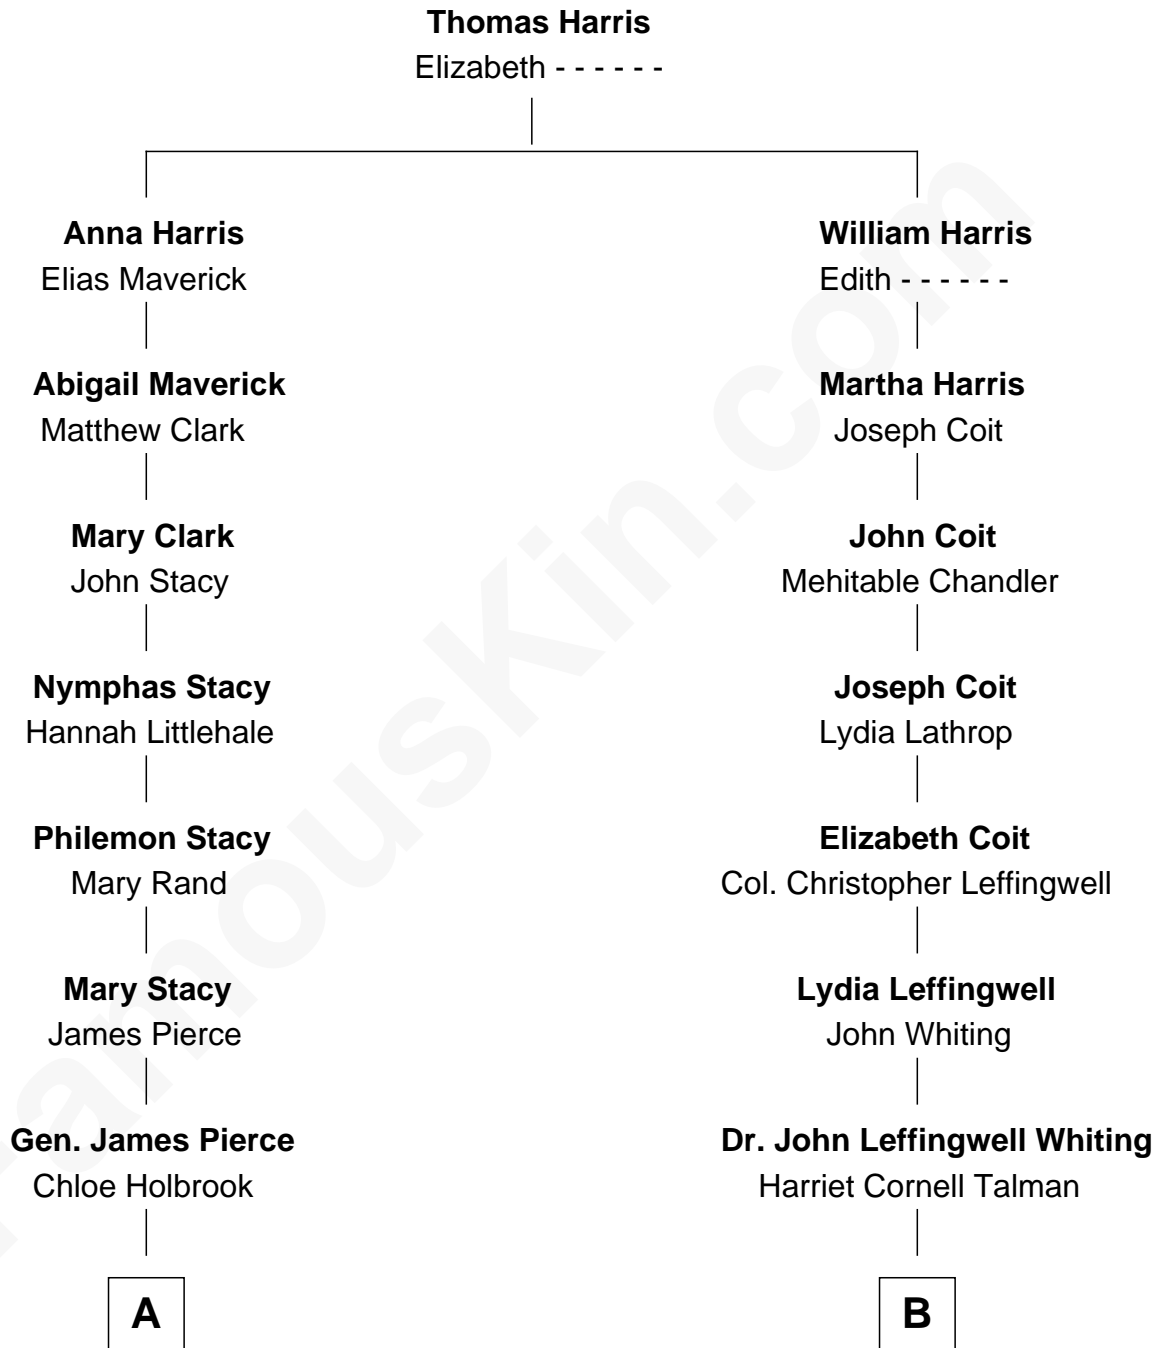 Thomas Harris
Elizabeth - - - - - -
Anna Harris
Elias Maverick
William Harris
Edith - - - - - -
Abigail Maverick
Matthew Clark
Martha Harris
Joseph Coit
Mary Clark
John Stacy
John Coit
Mehitable Chandler
Nymphas Stacy
Hannah Littlehale
Joseph Coit
Lydia Lathrop
Philemon Stacy
Mary Rand
Elizabeth Coit
Col. Christopher Leffingwell
Mary Stacy
James Pierce
Lydia Leffingwell
John Whiting
Gen. James Pierce
Chloe Holbrook
Dr. John Leffingwell Whiting
Harriet Cornell Talman
A
B
FamousKin.com